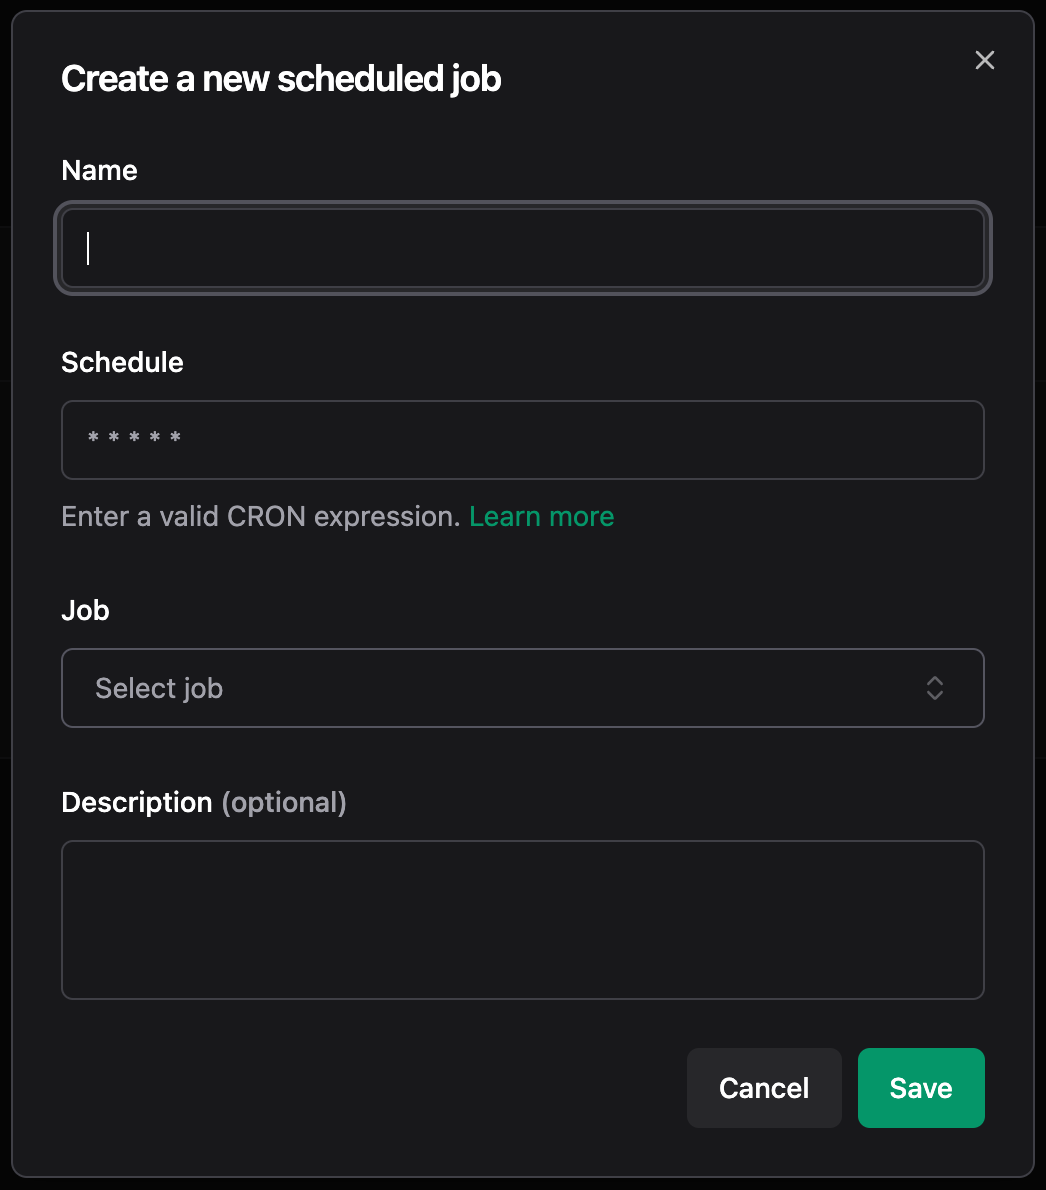 Create a new scheduled job
Name
Schedule
* * * * *
Enter a valid CRON expression. Learn more
Job
Select job
Description (optional)
Cancel
Save